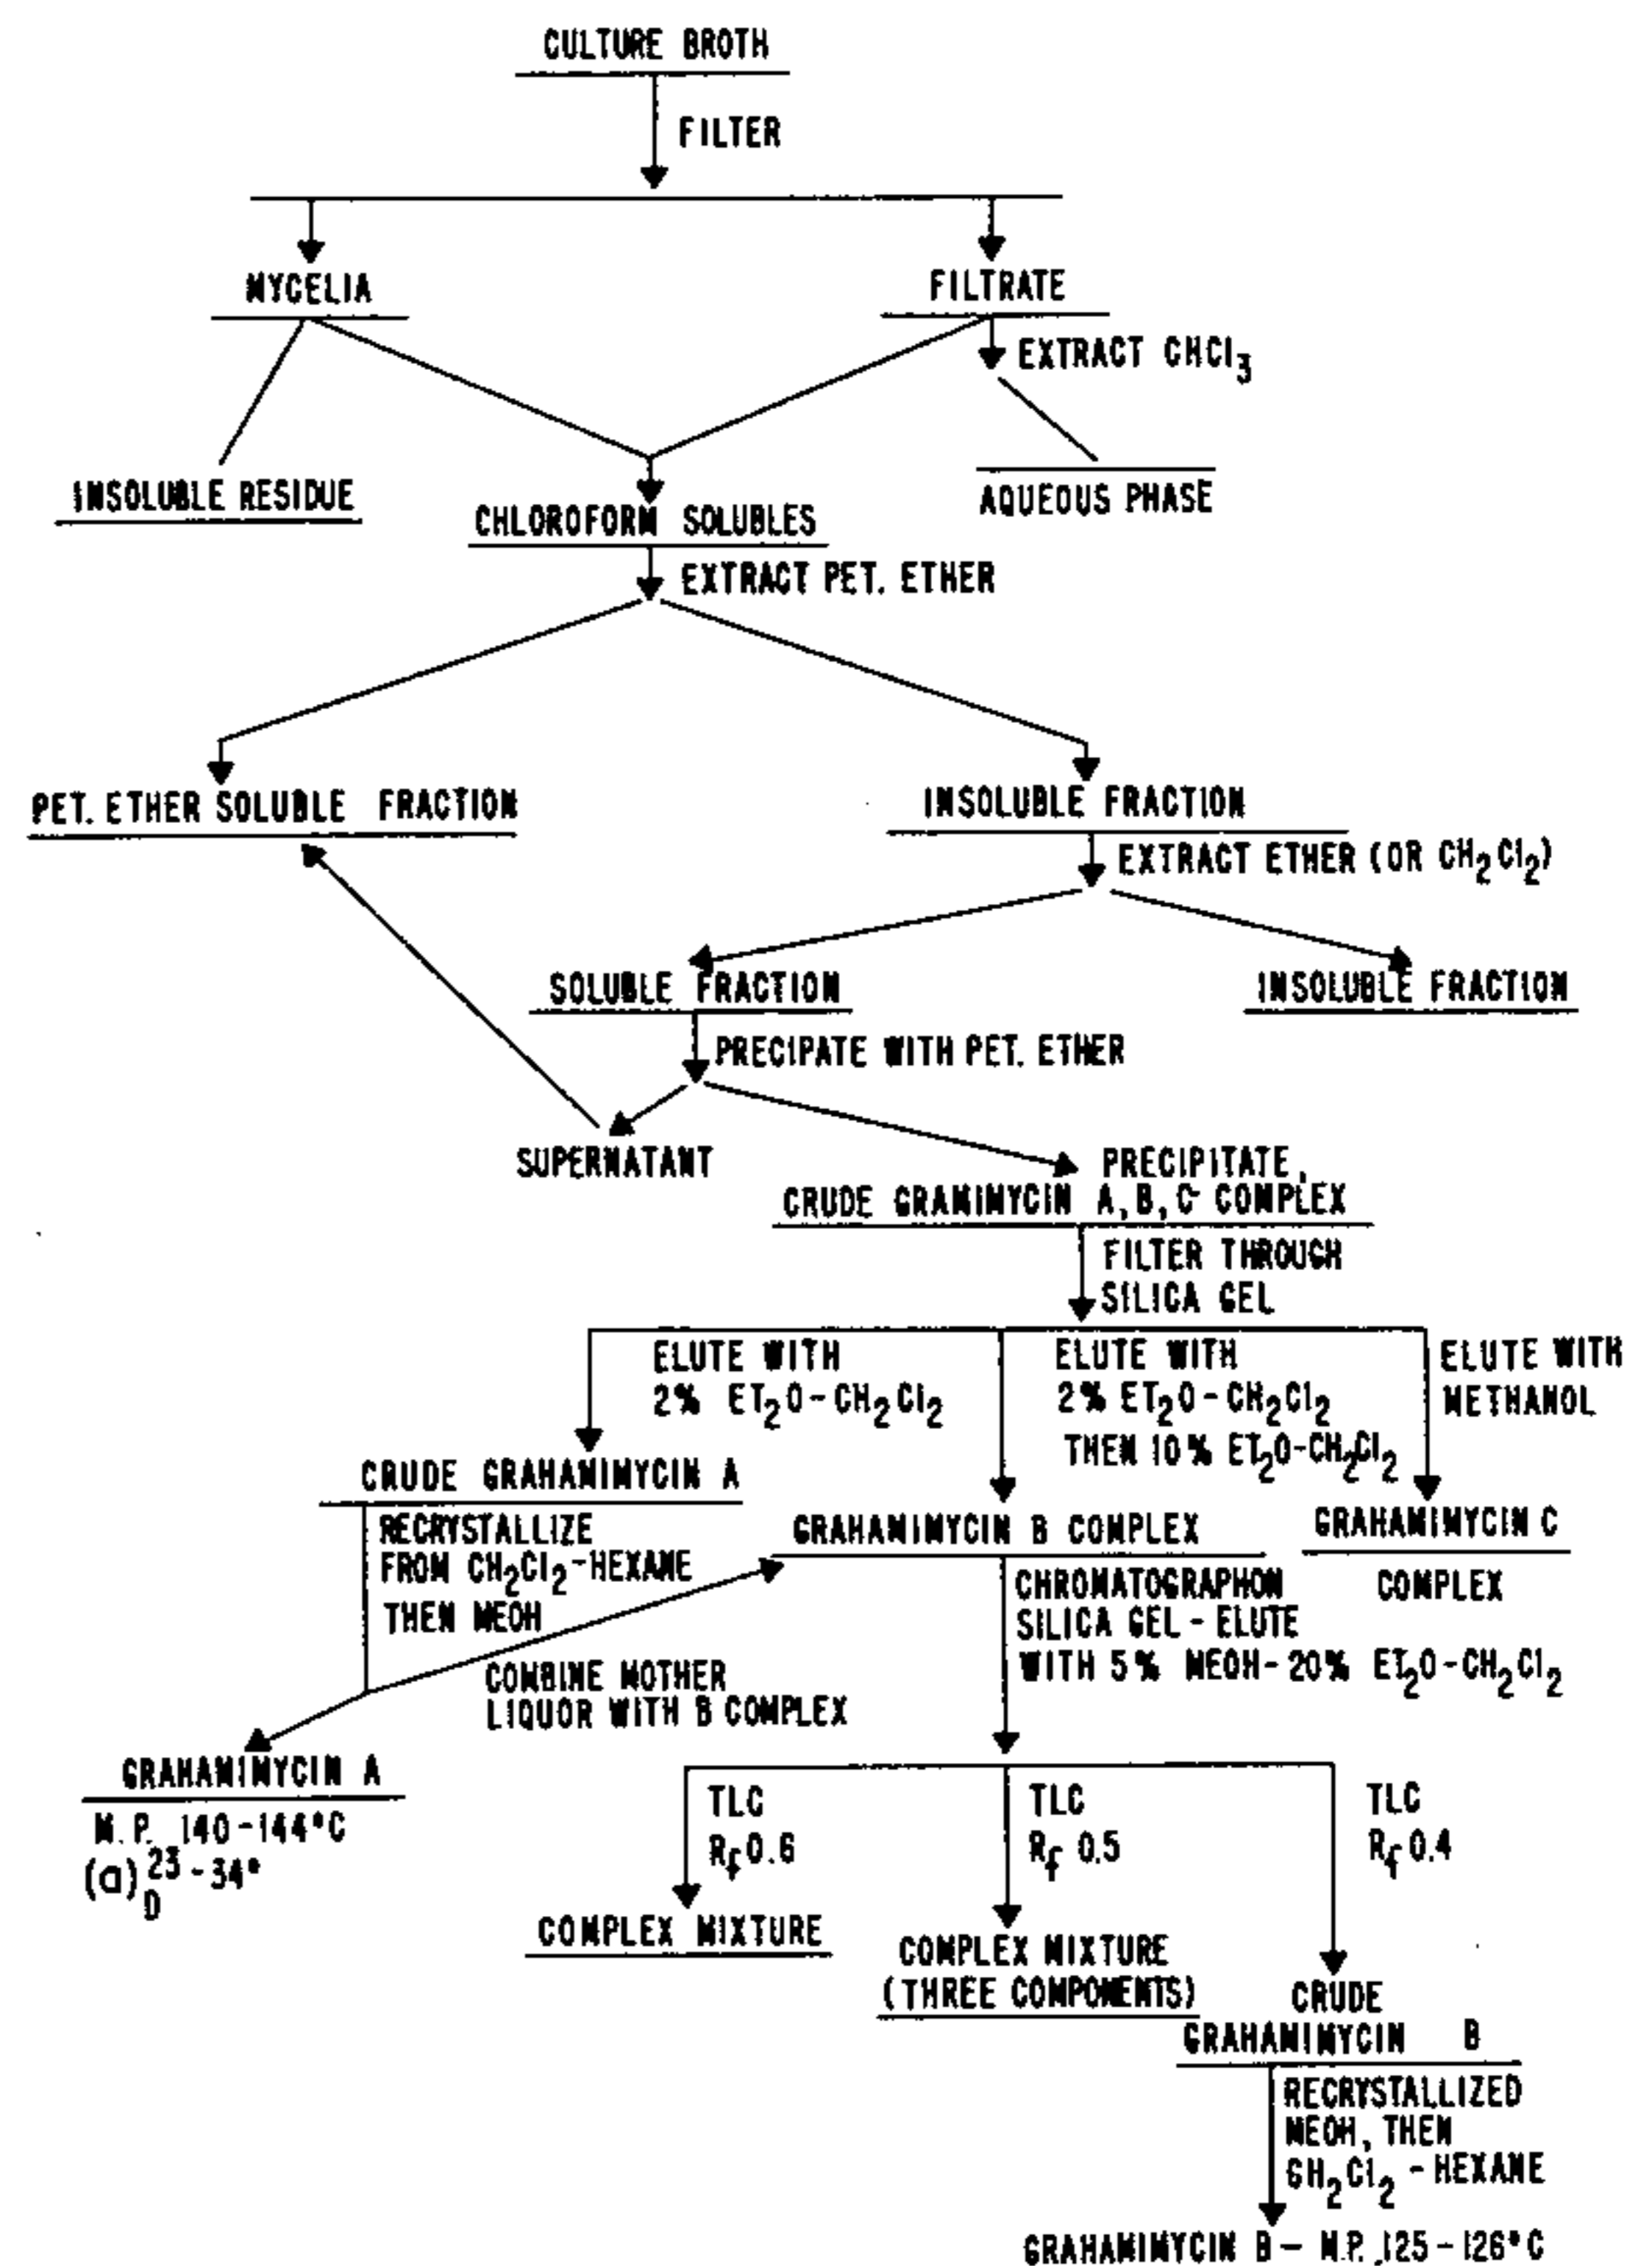 CULTURE BROTH
FILTER
MYCELIA
FILTRATE
EXTRACT CHCl3
INSOLUBLE RESIDUE
AQUEOUS PHASE
CHLOROFORM SOLUBLES
EXTRACT PET. ETHER
PET. ETHER SOLUBLE FRACTION
INSOLUBLE FRACTION
EXTRACT ETHER (OR CH2Cl2)
SOLUBLE FRACTION
INSOLUBLE FRACTION
PRECIPATE WITH PET. ETHER
SUPERNATANT
PRECIPITATE,
CRUDE GRAMIMYCIN A, B, C COMPLEX
FILTER THROUGH
SILICA GEL
ELUTE WITH
2% ET2O-CH2Cl2
ELUTE WITH
2% ET2O-CH2Cl2
THEN 10% ET2O-CH2Cl2
ELUTE WITH
METHANOL
CRUDE GRAHAMIMYCIN A
RECRYSTALLIZE
FROM CH2Cl2-HEXANE
THEN MEOH
GRAHAMIMYCIN B COMPLEX
GRAHAMIMYCIN C
COMPLEX
CHROMATOGRAPHON
SILICA GEL - ELUTE
WITH 5% MEOH-20% ET2O-CH2Cl2
COMBINE MOTHER
LIQUOR WITH B COMPLEX
GRAHAMIMYCIN A
M.P. 140-144°C
(α)D23-34°
TLC
Rf 0.6
TLC
Rf 0.5
TLC
Rf 0.4
COMPLEX MIXTURE
COMPLEX MIXTURE
(THREE COMPONENTS)
CRUDE
GRAHAMIMYCIN B
RECRYSTALLIZED
MEOH, THEN
CH2Cl2 - HEXANE
GRAHAMIMYCIN B - M.P. 125-126°C